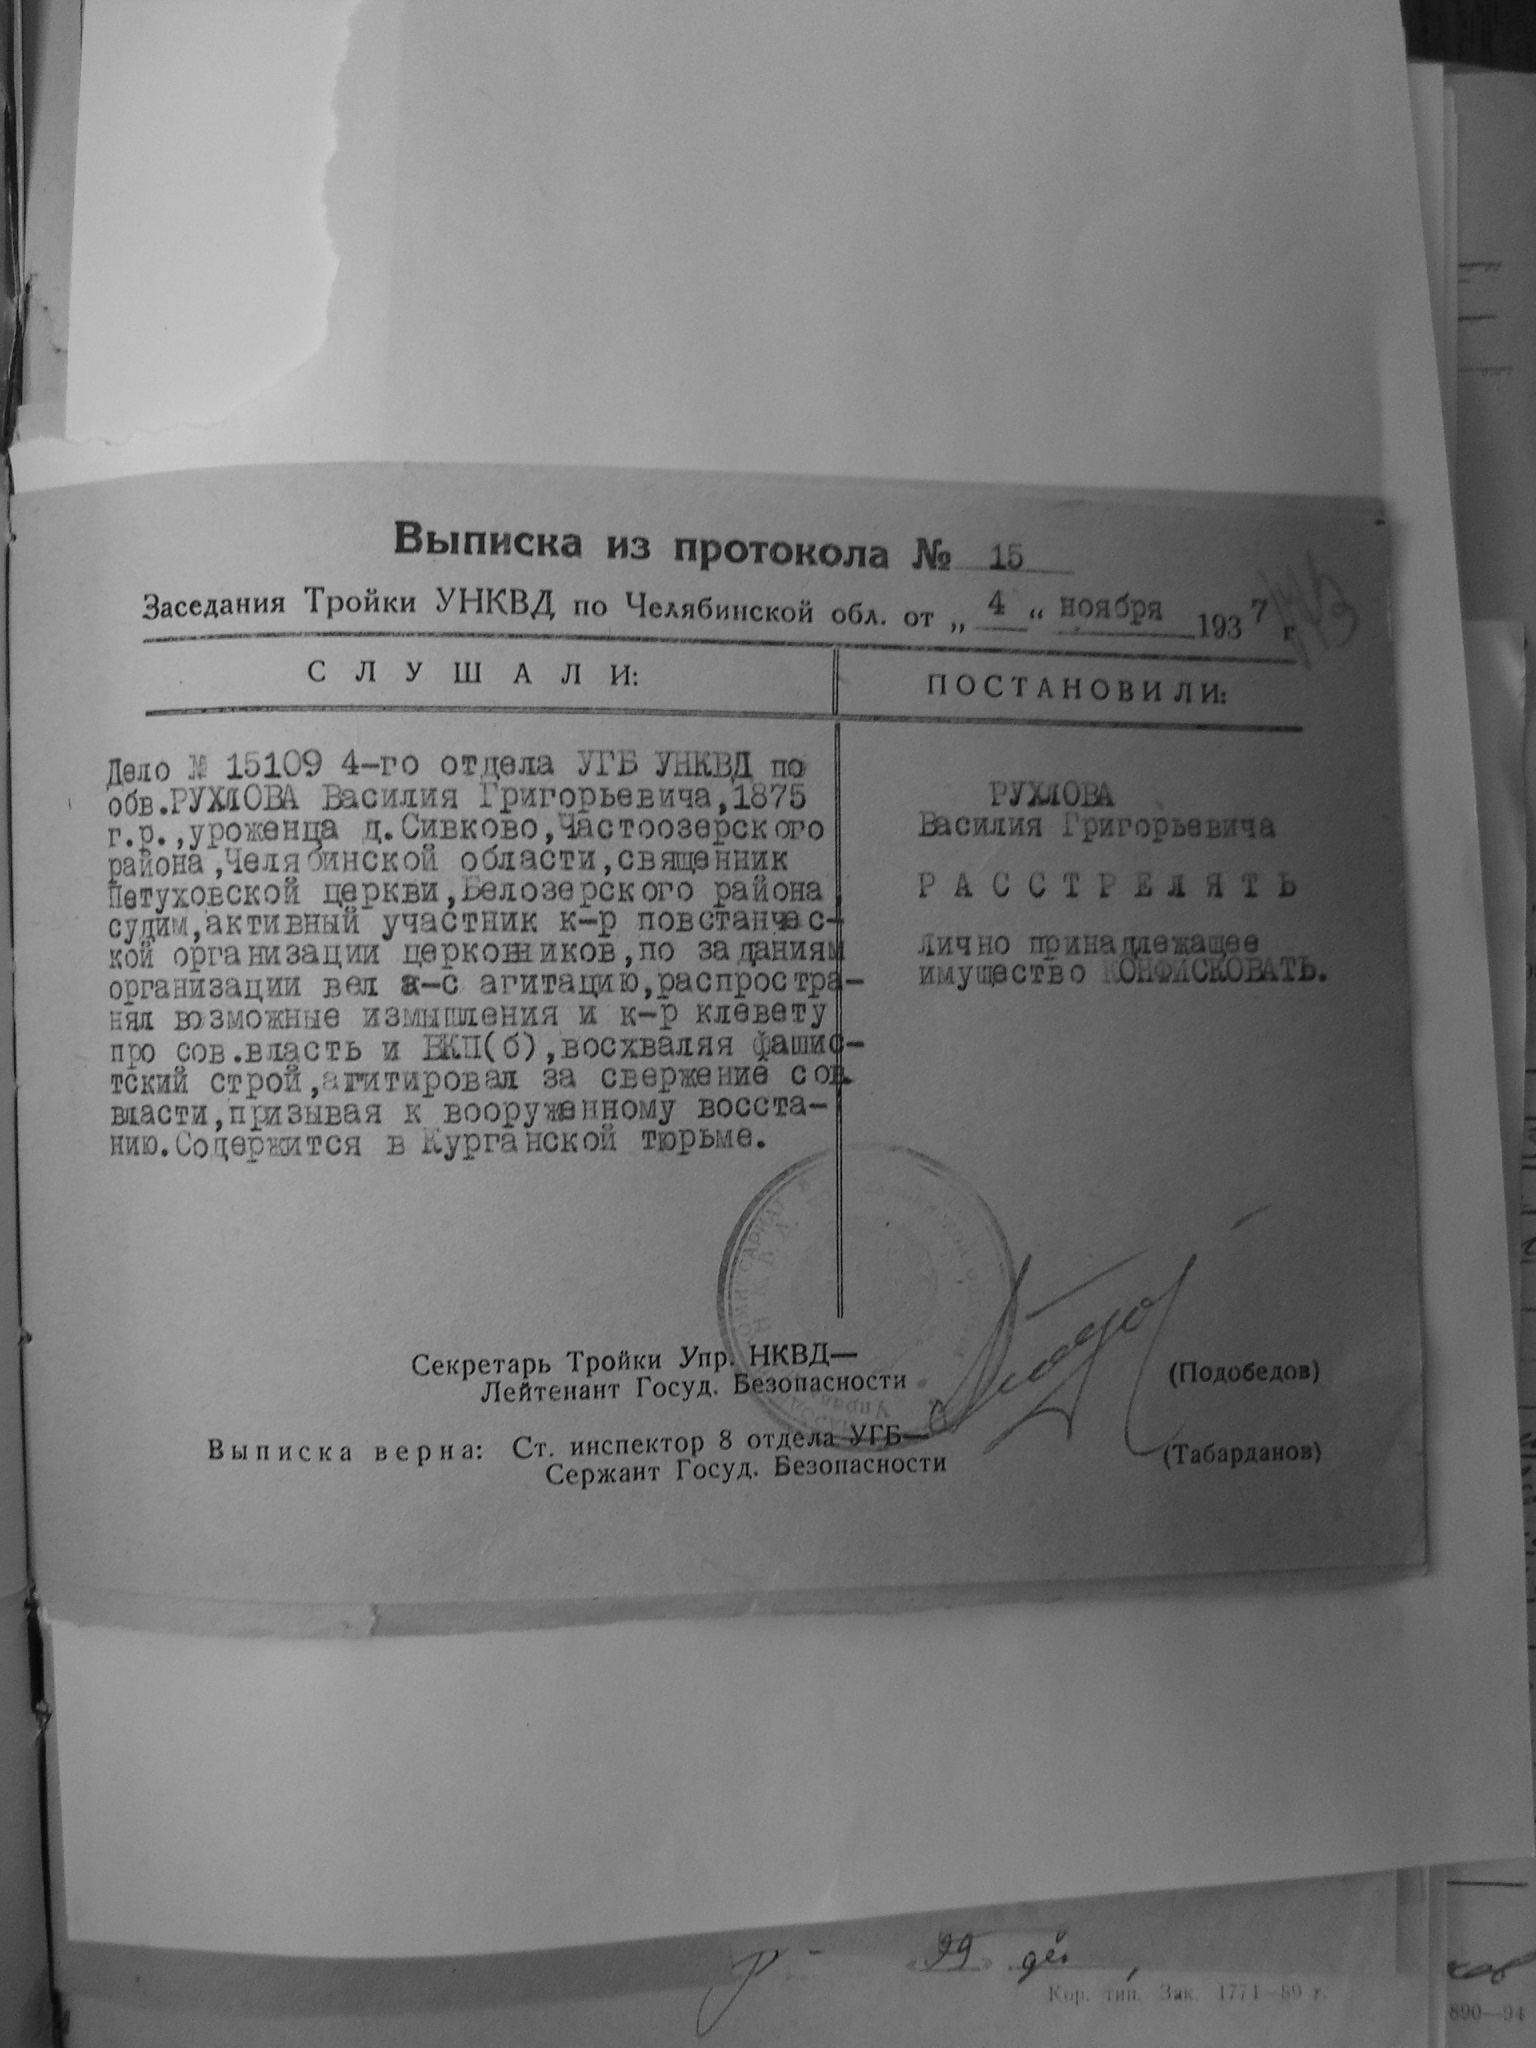 Выписка из протокола № 15
Заседания Тройки УНКВД по Челябинской обл. от „ 4 “ ноября 1937 г
СЛУШАЛИ:
ПОСТАНОВИЛИ:
Дело № 15109 4-го отдела УГБ УНКВД по
обв.РУХЛОВА Василия Григорьевича,1875
г.р.,уроженца д.Сивково,Частоозерского
района,Челябинской области,священник
Петуховской церкви,Белозерского района
судим,активный участник к-р повстанчес-
кой организации церковников,по заданиям
организации вел а-с агитацию,распростра-
нял возможные измышления и к-р клевету
про сов.власть и ВКП(б),восхваляя фашис-
тский строй,агитировал за свержение сов.
власти,призывая к вооруженному восста-
нию.Содержится в Курганской тюрьме.
РУХЛОВА
Василия Григорьевича
РАССТРЕЛЯТЬ
лично принадлежащее
имущество КОНФИСКОВАТЬ.
Секретарь Тройки Упр. НКВД—
Лейтенант Госуд. Безопасности
(Подобедов)
Выписка верна: Ст. инспектор 8 отдела УГБ—
Сержант Госуд. Безопасности
(Табарданов)
Кор. тип. Зак. 1771—89 г.
890—94